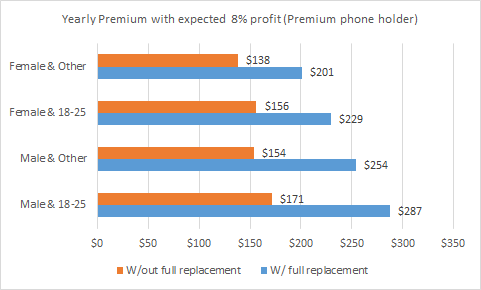 Yearly Premium with expected 8% profit (Premium phone holder)
Female & Other
$138
$201
Female & 18-25
$156
$229
Male & Other
$154
$254
Male & 18-25
$171
$287
$0 $50 $100 $150 $200 $250 $300 $350
W/out full replacement W/ full replacement